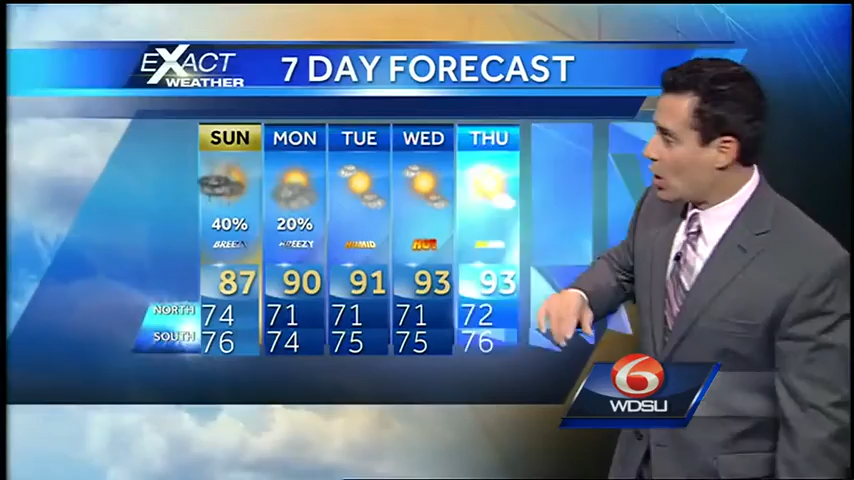 EXACT
WEATHER
7 DAY FORECAST
SUN MON TUE WED THU
40% 20%
BREEZY BREEZY HUMID HOT
87 90 91 93 93
NORTH 74 71 71 71 72
SOUTH 76 74 75 75 76
6
WDSU